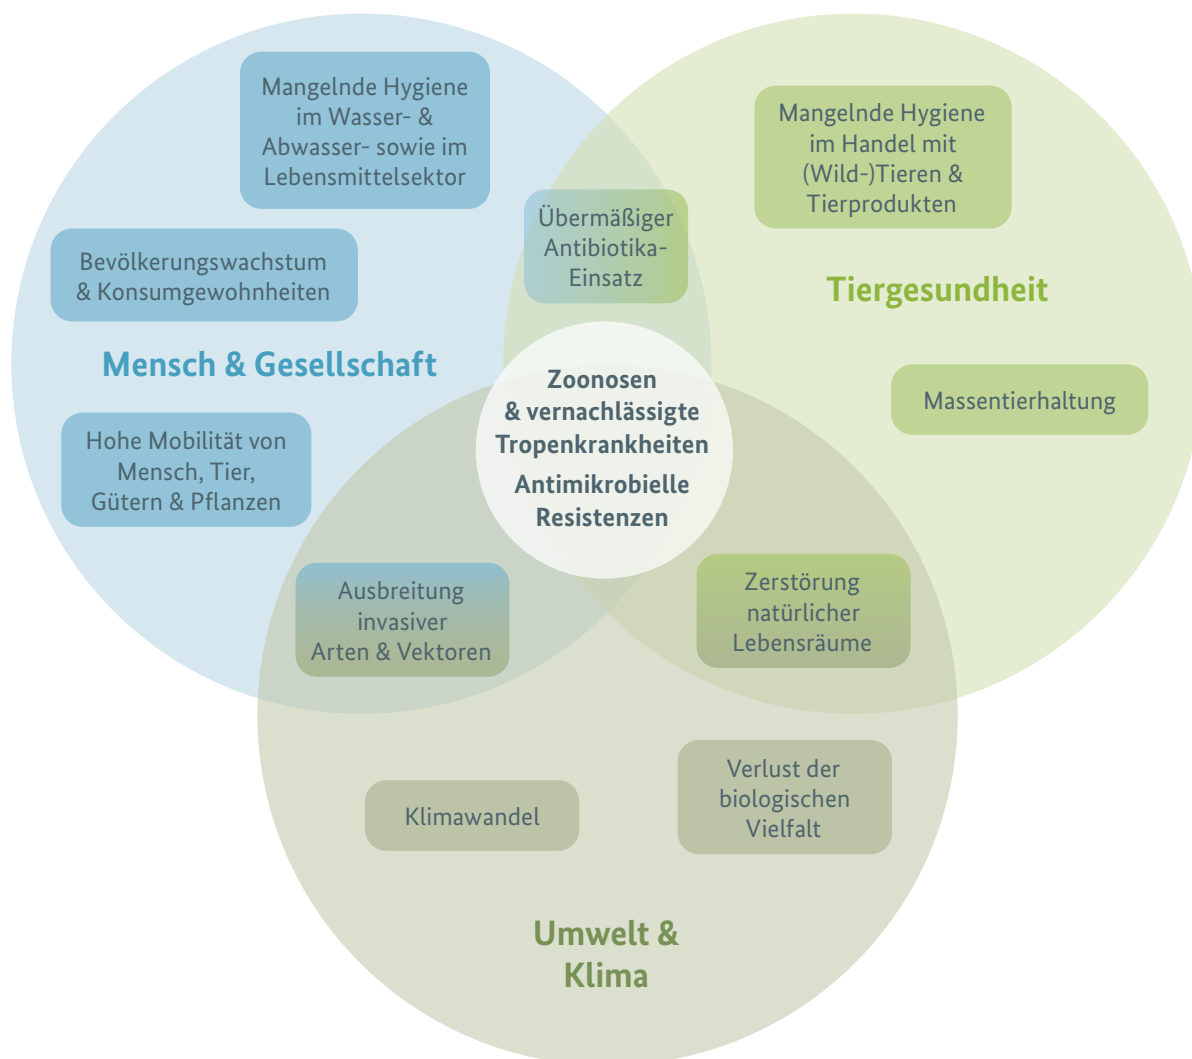 Mangelnde Hygiene
im Wasser- &
Abwasser- sowie im
Lebensmittelsektor
Bevölkerungswachstum
& Konsumgewohnheiten
Mensch & Gesellschaft
Hohe Mobilität von
Mensch, Tier,
Gütern & Pflanzen
Übermäßiger
Antibiotika-
Einsatz
Mangelnde Hygiene
im Handel mit
(Wild-)Tieren &
Tierprodukten
Tiergesundheit
Massentierhaltung
Zoonosen
& vernachlässigte
Tropenkrankheiten
Antimikrobielle
Resistenzen
Ausbreitung
invasiver
Arten & Vektoren
Zerstörung
natürlicher
Lebensräume
Klimawandel
Verlust der
biologischen
Vielfalt
Umwelt &
Klima